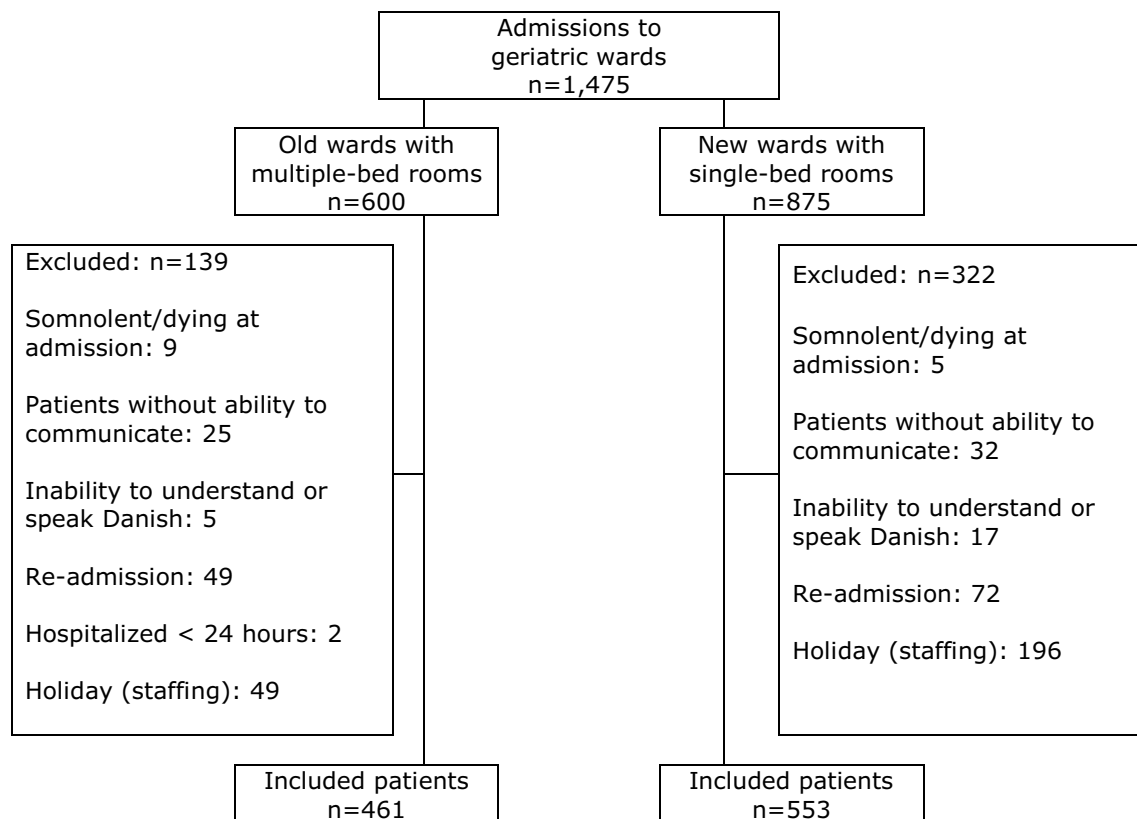 Admissions to
geriatric wards
n=1,475
Old wards with
multiple-bed rooms
n=600
New wards with
single-bed rooms
n=875
Excluded: n=139
Somnolent/dying at
admission: 9
Patients without ability to
communicate: 25
Inability to understand or
speak Danish: 5
Re-admission: 49
Hospitalized < 24 hours: 2
Holiday (staffing): 49
Excluded: n=322
Somnolent/dying at
admission: 5
Patients without ability to
communicate: 32
Inability to understand or
speak Danish: 17
Re-admission: 72
Holiday (staffing): 196
Included patients
n=461
Included patients
n=553